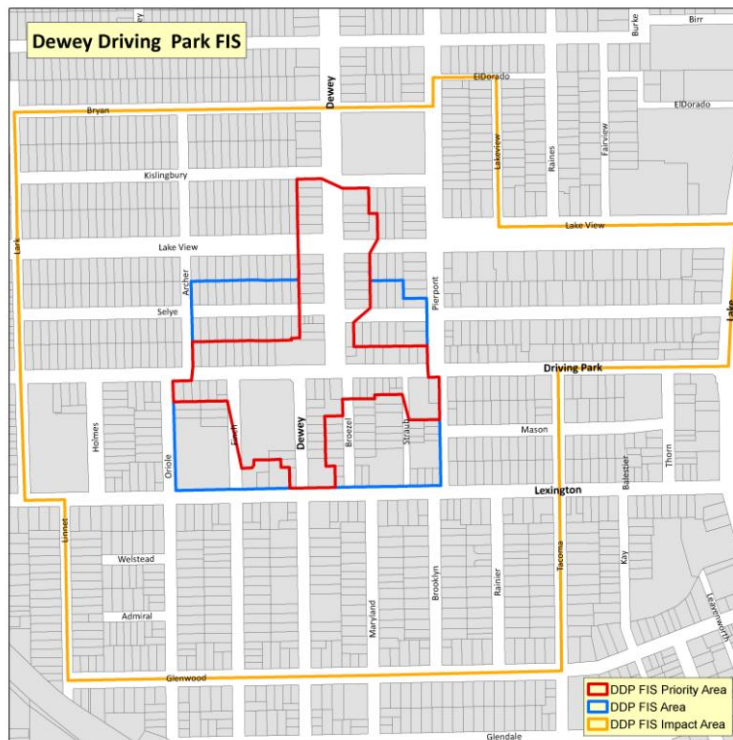 Dewey Driving Park FIS
Burke
Birr
Dewey
ElDorado
ElDorado
Bryan
Lakeview
Raines
Fairview
Kislingbury
Lark
Lake View
Lake View
Archer
Pierpont
Selye
Lake
Driving Park
Holmes
Oriole
Finch
Dewey
Broezel
Straub
Mason
Thorn
Balestier
Lexington
Linnet
Welstead
Admiral
Maryland
Brooklyn
Rainier
Tacoma
Kay
Leavenworth
Glenwood
Glendale
DDP FIS Priority Area
DDP FIS Area
DDP FIS Impact Area